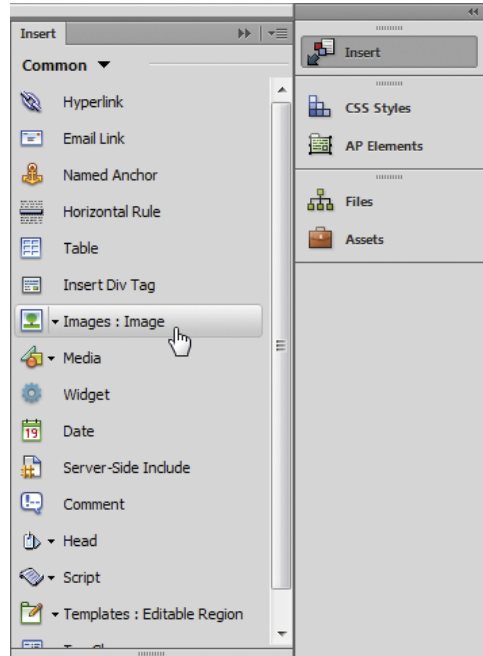 Insert
Common
Hyperlink
Email Link
Named Anchor
Horizontal Rule
Table
Insert Div Tag
Images : Image
Media
Widget
19
Date
Server-Side Include
Comment
Head
Script
Templates : Editable Region
Insert
CSS Styles
AP Elements
Files
Assets